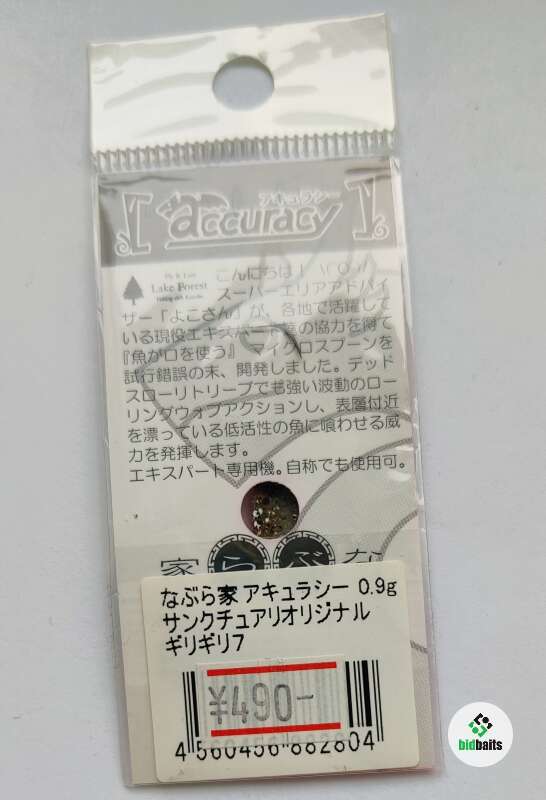 アキュラシー
accuracy
Lake Forest
こんにちは！ \(^O^)/
スーパーエリアアドバイ
ザー「よこさん」が、各地で活躍して
いる現役エキスパート達の協力を得て
『魚が口を使う』マイクロスプーンを
試行錯誤の末、開発しました。デッド
スローリトリーブでも強い波動のロー
リングウォブアクションし、表層付近
を漂っている低活性の魚に喰わせる威
力を発揮します。
エキスパート専用機。自称でも使用可。
家らぶな
なぶら家 アキュラシー 0.9g
サンクチュアリオリジナル
ギリギリ7
¥490-
4 560456 882804
bidbaits